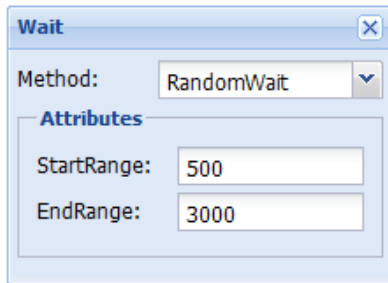 Wait
Method: RandomWait
Attributes
StartRange: 500
EndRange: 3000